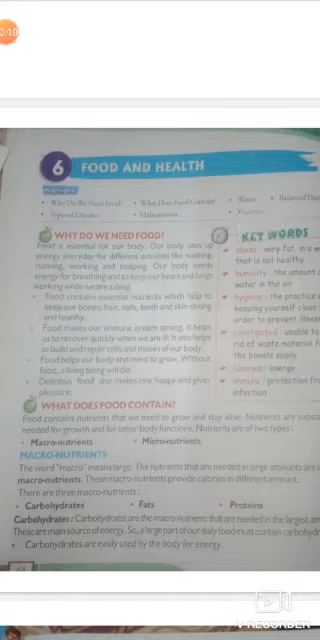 0:10
6 FOOD AND HEALTH
Highlights
• Why Do We Need Food? • What Does Food Contain? • Water • Balanced Diet
• Types of Diseases • Malnutrition •
WHY DO WE NEED FOOD?
Food is essential for our body. Our body uses up
energy everyday for different activities like walking,
running, working and sleeping. Our body needs
energy for breathing and to keep our heart and lungs
working while we are asleep.
• Food contains essential nutrients which help to
keep our bones, hair, nails, teeth and skin strong
and healthy.
• Food makes our immune system strong. It helps
us to recover quickly when we are ill. It also helps
to build and repair cells and tissues of our body.
• Food helps our body and mind to grow. Without
food, a living being will die.
• Delicious food also makes one happy and gives
pleasure.
KEY WORDS
obese : very fat, in a w
that is not healthy
humidity : the amount o
water in the air
hygiene : the practice o
keeping yourself clean
order to prevent illness
constipated : unable to
rid of waste material f
the bowels easily
calories : energy.
immune : protection fro
infection
WHAT DOES FOOD CONTAIN?
Food contains nutrients that we need to grow and stay alive. Nutrients are substa
needed for growth and for other body functions. Nutrients are of two types :
• Macro-nutrients • Micro-nutrients
MACRO-NUTRIENTS
The word "macro" means large. The nutrients that are needed in large amounts are c
macro-nutrients. These macro-nutrients provide calories in different amount.
There are three macro-nutrients :
• Carbohydrates • Fats • Proteins
Carbohydrates : Carbohydrates are the macro-nutrients that are needed in the largest am
These are main source of energy. So, a large part of our daily food must contain carbohydr
• Carbohydrates are easily used by the body for energy.
44
V RECORDER